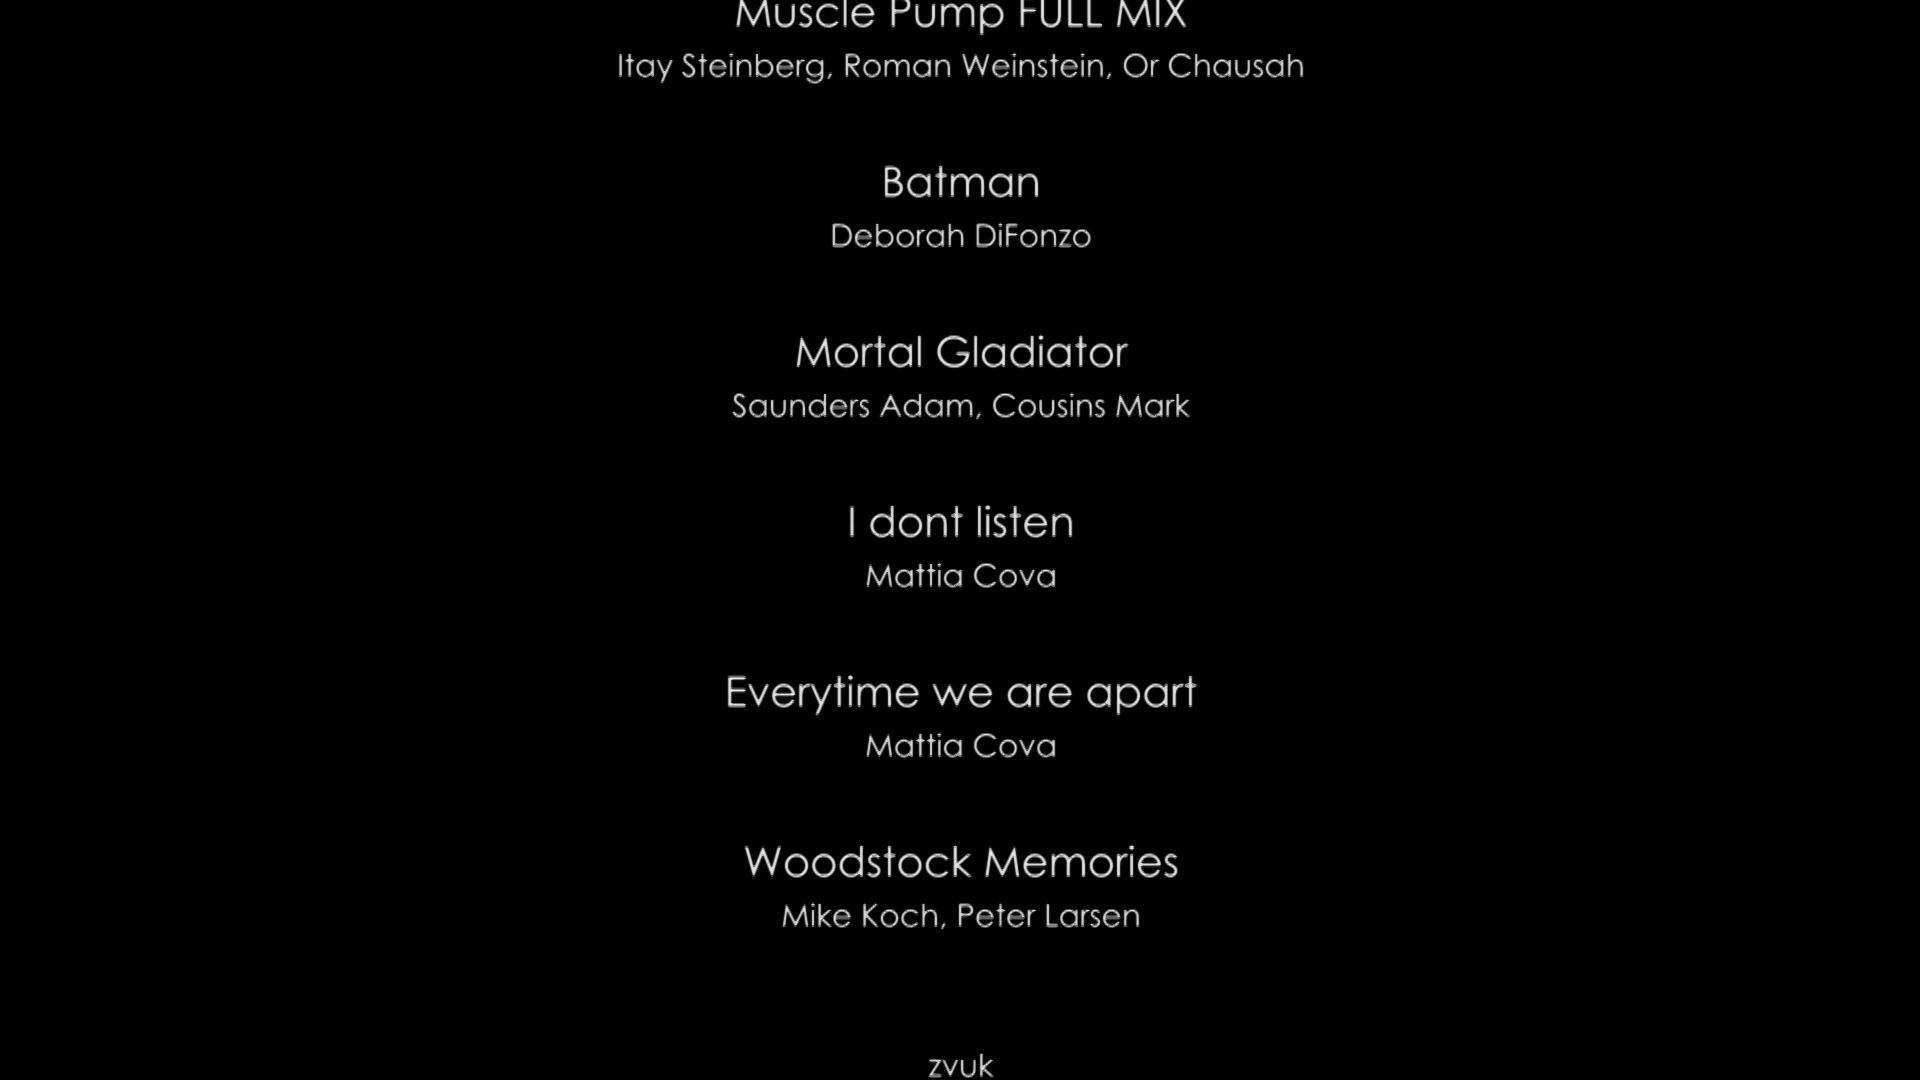 Muscle Pump FULL MIX
Itay Steinberg, Roman Weinstein, Or Chausah
Batman
Deborah DiFonzo
Mortal Gladiator
Saunders Adam, Cousins Mark
I dont listen
Mattia Cova
Everytime we are apart
Mattia Cova
Woodstock Memories
Mike Koch, Peter Larsen
zvuk